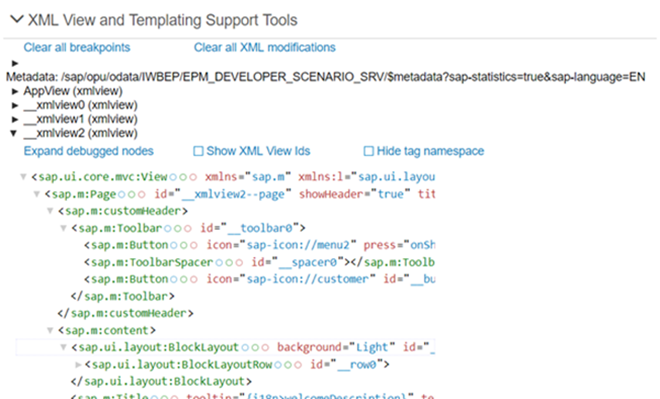 XML View and Templating Support Tools
Clear all breakpoints Clear all XML modifications
Metadata: /sap/opu/odata/IWBEP/EPM_DEVELOPER_SCENARIO_SRV/$metadata?sap-statistics=true&sap-language=EN
AppView (xmlview)
__xmlview0 (xmlview)
__xmlview1 (xmlview)
__xmlview2 (xmlview)
Expand debugged nodes Show XML View Ids Hide tag namespace
<sap.ui.core.mvc:View xmlns="sap.m" xmlns:l="sap.ui.layou
<sap.m:Page id="__xmlview2--page" showHeader="true" tit
<sap.m:customHeader>
<sap.m:Toolbar id="__toolbar0">
<sap.m:Button icon="sap-icon://menu2" press="onSh
<sap.m:ToolbarSpacer id="__spacer0"></sap.m:Toolb
<sap.m:Button icon="sap-icon://customer" id="__bu
</sap.m:Toolbar>
</sap.m:customHeader>
<sap.m:content>
<sap.ui.layout:BlockLayout background="Light" id="_
<sap.ui.layout:BlockLayoutRow id="__row0">
</sap.ui.layout:BlockLayout>
<sap.m:Title tooltip="{i18n>welcomeDescription}" te